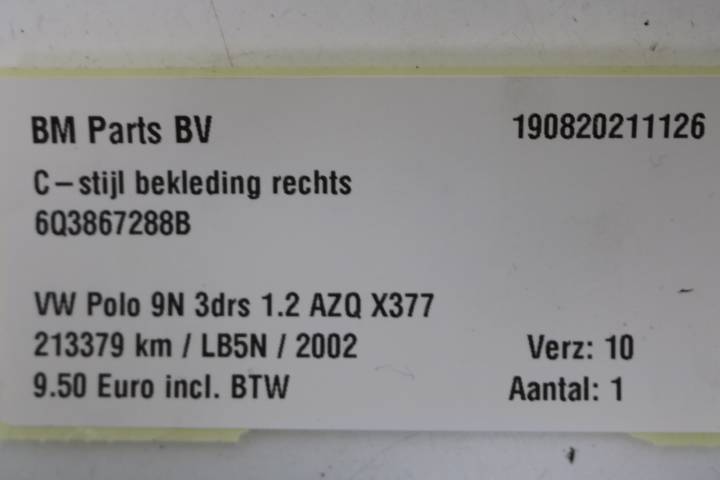 BM Parts BV 190820211126
C-stijl bekleding rechts
6Q3867288B
VW Polo 9N 3drs 1.2 AZQ X377
213379 km / LB5N / 2002 Verz: 10
9.50 Euro incl. BTW Aantal: 1